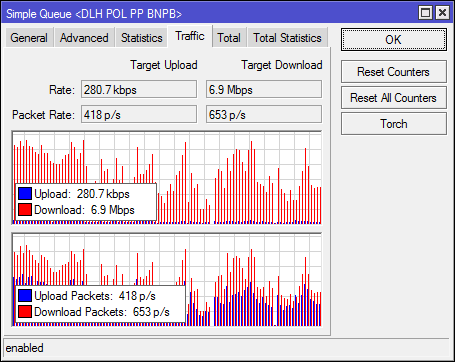 Simple Queue <DLH POL PP BNPB>
General Advanced Statistics Traffic Total Total Statistics
Target Upload Target Download
Rate: 280.7 kbps 6.9 Mbps
Packet Rate: 418 p/s 653 p/s
Upload: 280.7 kbps
Download: 6.9 Mbps
Upload Packets: 418 p/s
Download Packets: 653 p/s
OK
Reset Counters
Reset All Counters
Torch
enabled